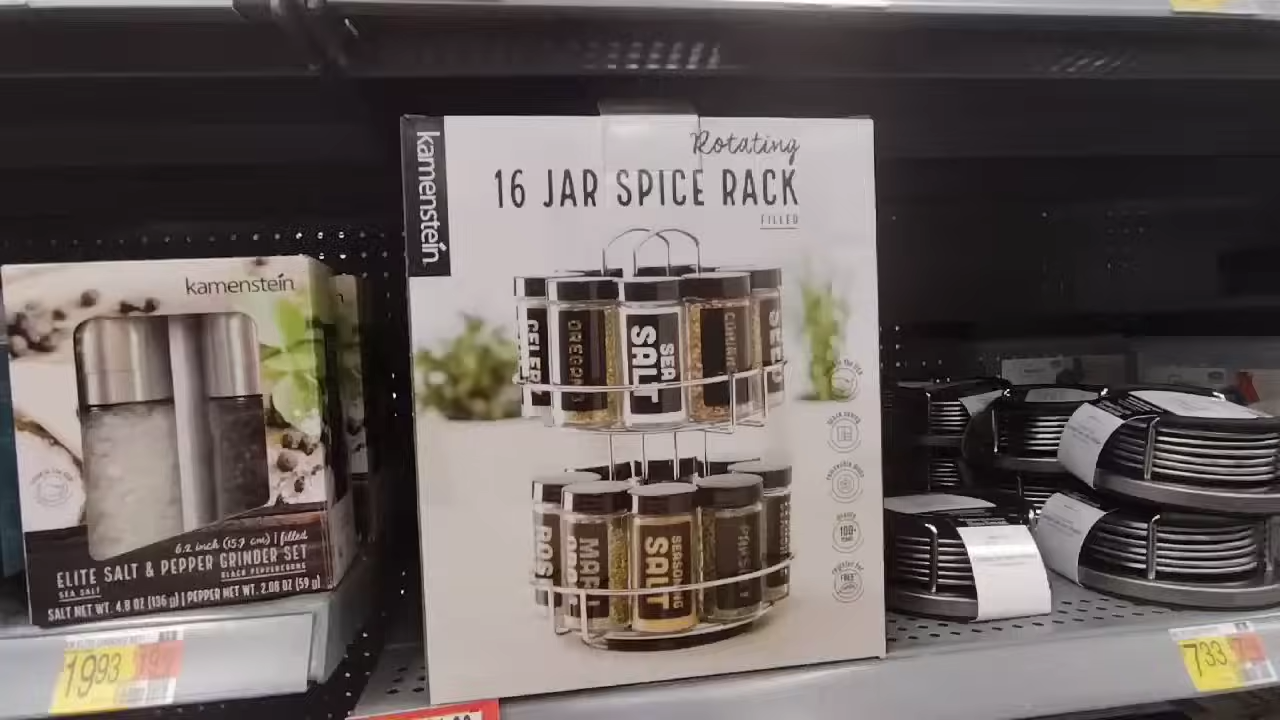 kamenstein
Rotating
16 JAR SPICE RACK
FILLED
OREGANO
SEA
SALT
SEASONING
SALT
100+
FREE
kamenstein
6.2 inch (15.7 cm) | filled
ELITE SALT & PEPPER GRINDER SET
SEA SALT
BLACK PEPPERCORNS
SALT NET WT. 4.8 OZ (136 g) | PEPPER NET WT. 2.08 OZ (59 g)
19.93
7.33